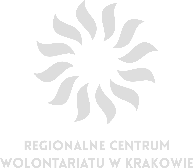 REGIONALNE CENTRUM
WOLONTARIATU W KRAKOWIE